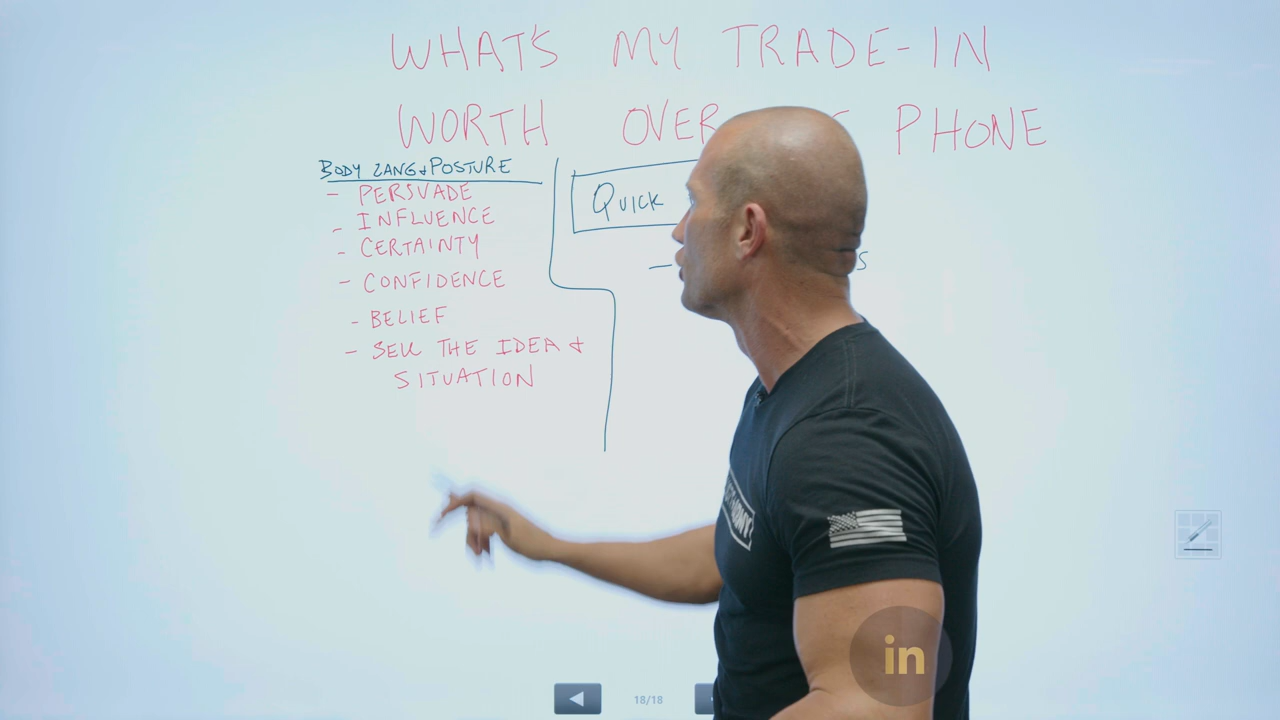 WHAT'S MY TRADE-IN
WORTH OVER PHONE
BODY LANG + POSTURE
- PERSUADE
- INFLUENCE
- CERTAINTY
- CONFIDENCE
- BELIEF
- SELL THE IDEA +
SITUATION
QUICK
18/18
in